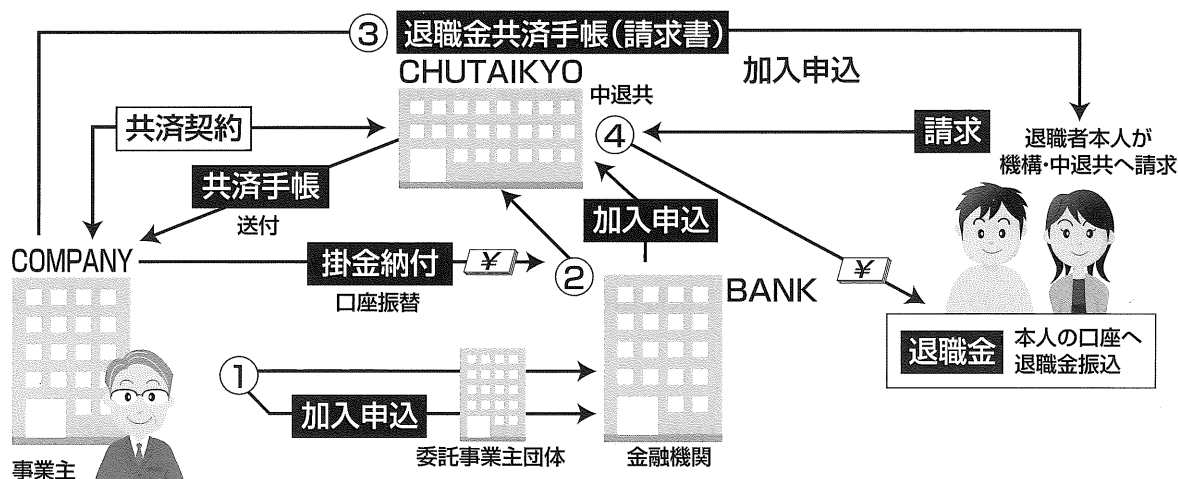 ③ 退職金共済手帳(請求書)
CHUTAIKYO
加入申込
中退共
共済契約
④
請求
退職者本人が
機構・中退共へ請求
共済手帳
送付
加入申込
COMPANY
掛金納付
¥
②
口座振替
BANK
¥
退職金
本人の口座へ
退職金振込
①
加入申込
委託事業主団体
金融機関
事業主